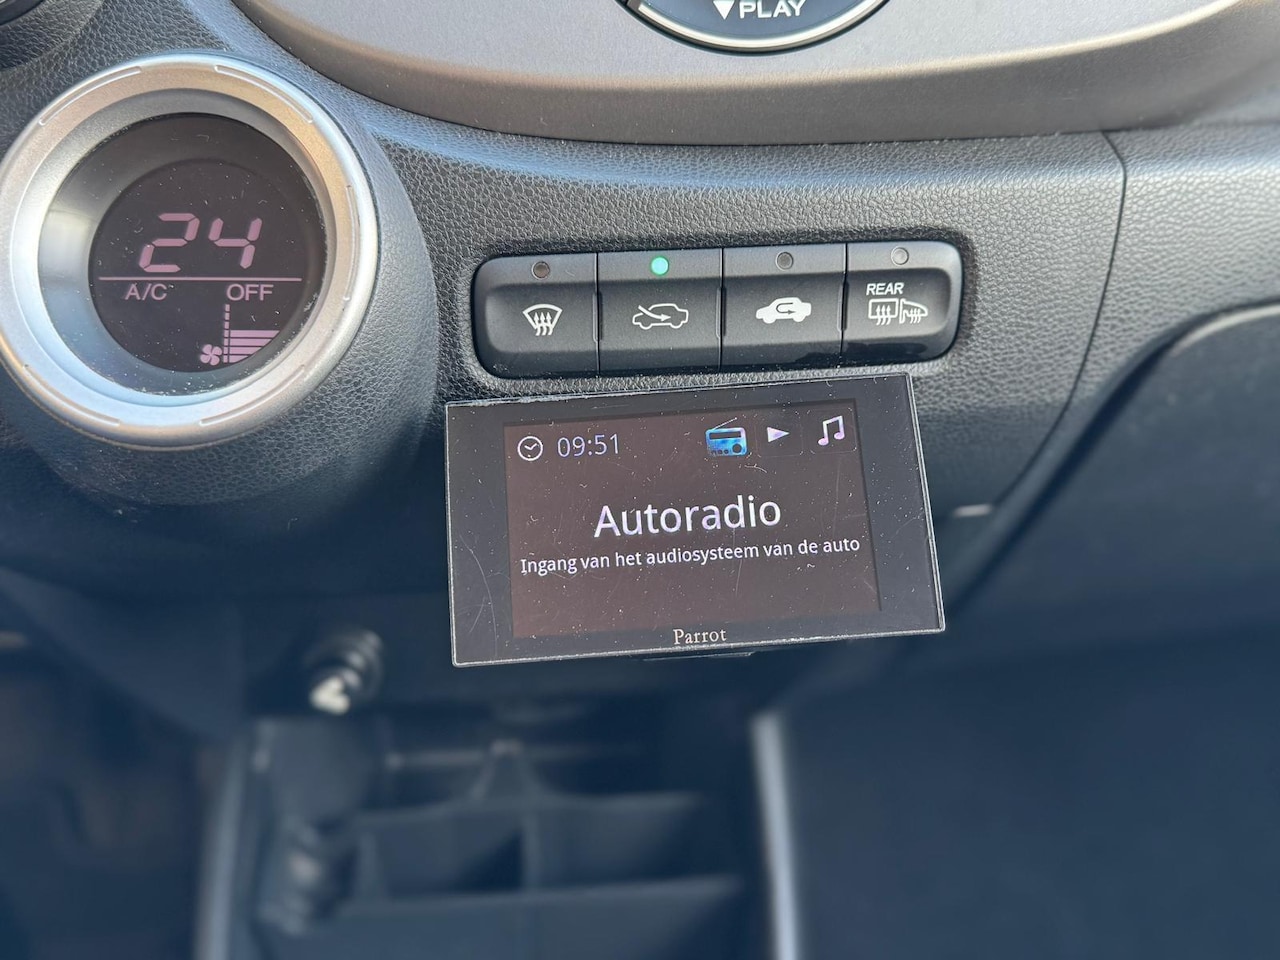 ▼PLAY
24
A/C OFF
REAR
09:51
Autoradio
Ingang van het audiosysteem van de auto
Parrot